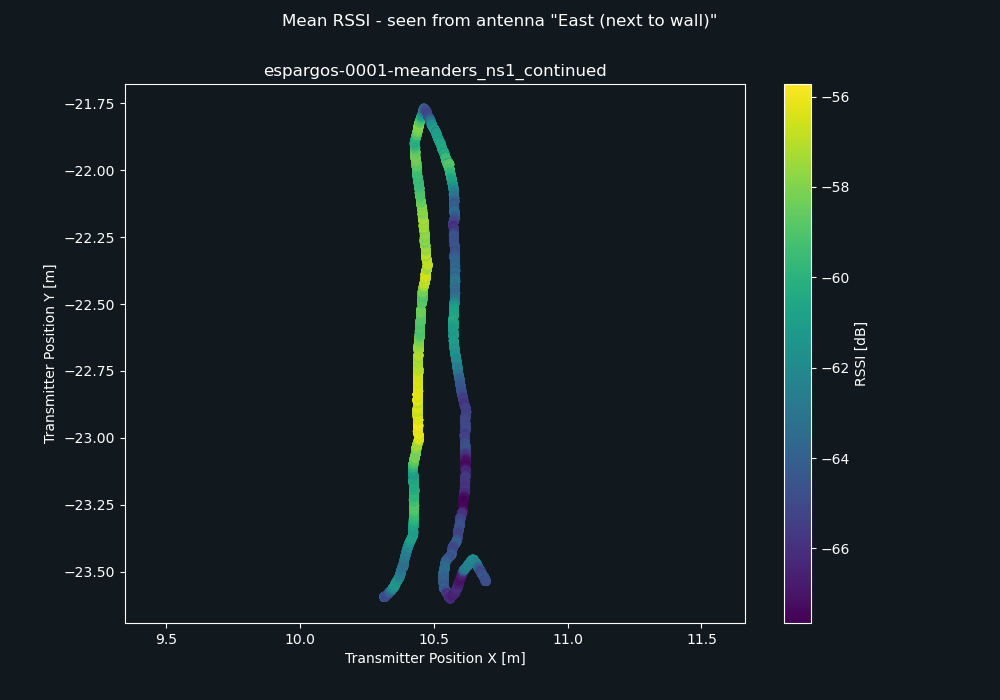 Mean RSSI - seen from antenna "East (next to wall)"
espargos-0001-meanders_ns1_continued
−21.75
−22.00
−22.25
−22.50
−22.75
−23.00
−23.25
−23.50
Transmitter Position Y [m]
9.5 10.0 10.5 11.0 11.5
Transmitter Position X [m]
−56
−58
−60
−62
−64
−66
RSSI [dB]